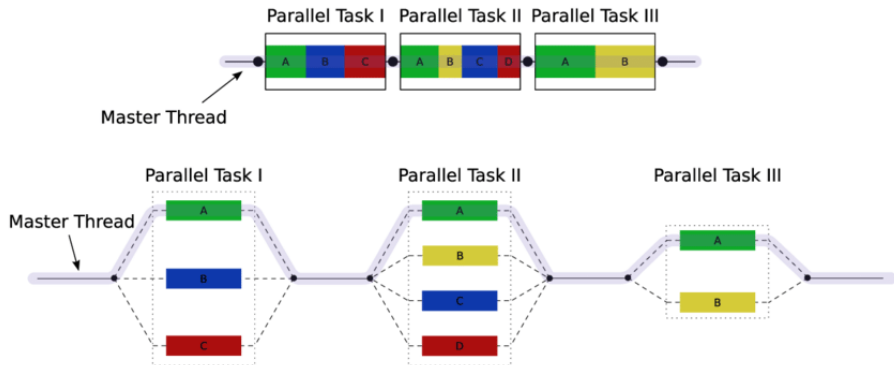 Parallel Task I Parallel Task II Parallel Task III
A B C A B C D A B
Master Thread
Parallel Task I Parallel Task II Parallel Task III
A A
Master Thread
A
B
B
C
B
C D